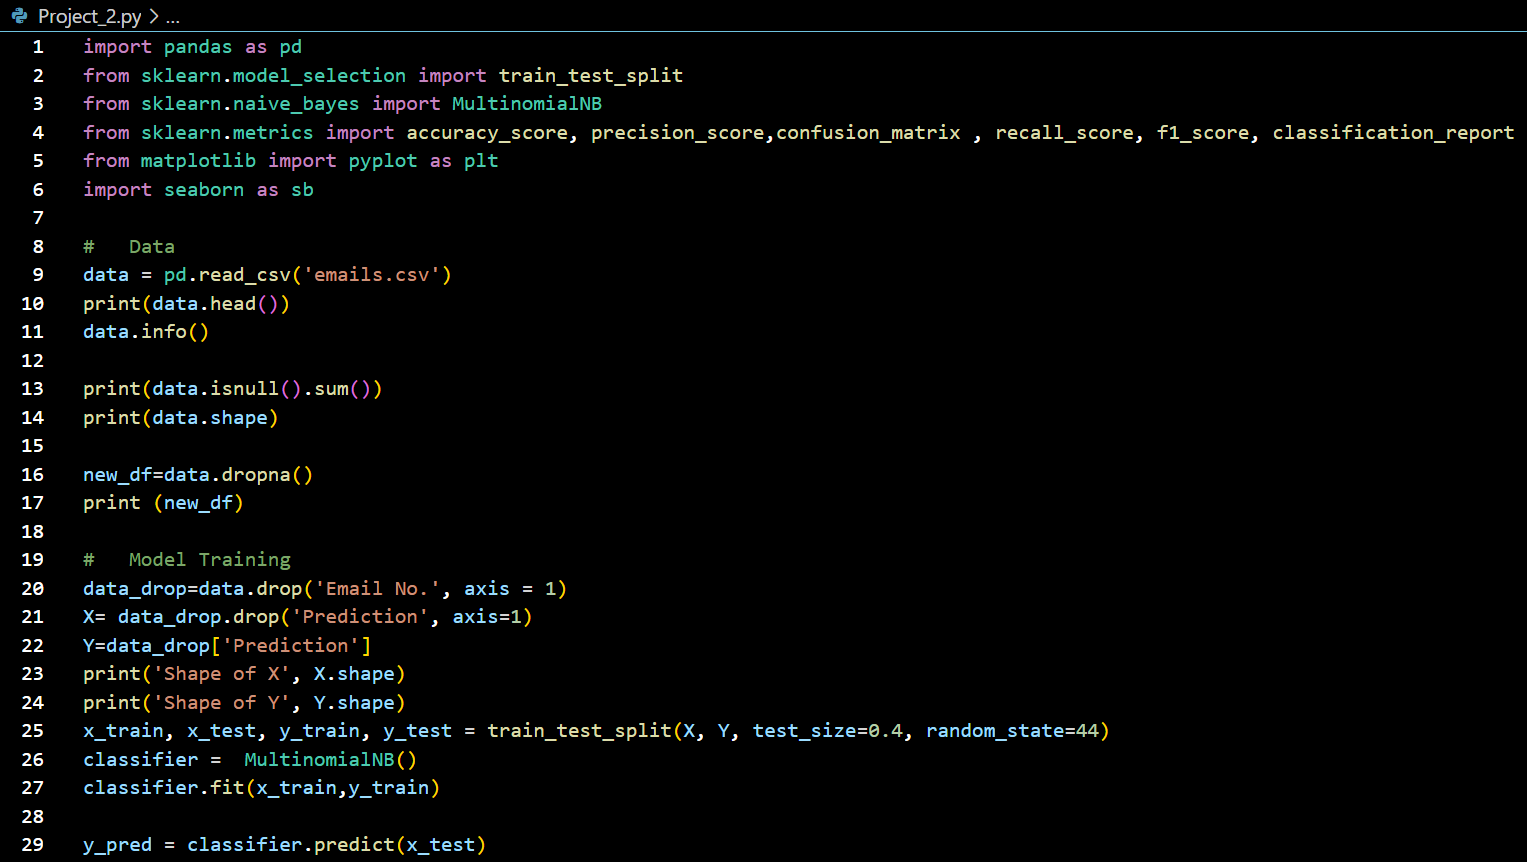 Project_2.py > ...
1 import pandas as pd
2 from sklearn.model_selection import train_test_split
3 from sklearn.naive_bayes import MultinomialNB
4 from sklearn.metrics import accuracy_score, precision_score,confusion_matrix , recall_score, f1_score, classification_report
5 from matplotlib import pyplot as plt
6 import seaborn as sb
7
8 #   Data
9 data = pd.read_csv('emails.csv')
10 print(data.head())
11 data.info()
12
13 print(data.isnull().sum())
14 print(data.shape)
15
16 new_df=data.dropna()
17 print (new_df)
18
19 #   Model Training
20 data_drop=data.drop('Email No.', axis = 1)
21 X= data_drop.drop('Prediction', axis=1)
22 Y=data_drop['Prediction']
23 print('Shape of X', X.shape)
24 print('Shape of Y', Y.shape)
25 x_train, x_test, y_train, y_test = train_test_split(X, Y, test_size=0.4, random_state=44)
26 classifier =  MultinomialNB()
27 classifier.fit(x_train,y_train)
28
29 y_pred = classifier.predict(x_test)